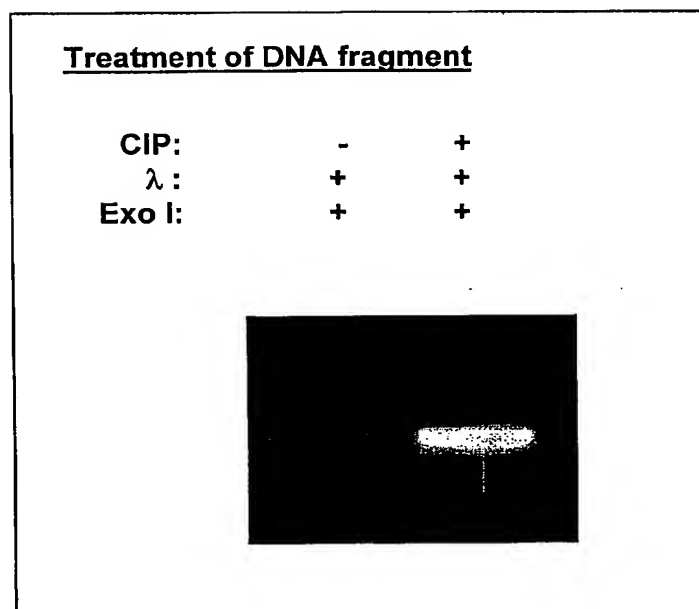 Treatment of DNA fragment
CIP: - +
λ : + +
Exo I: + +